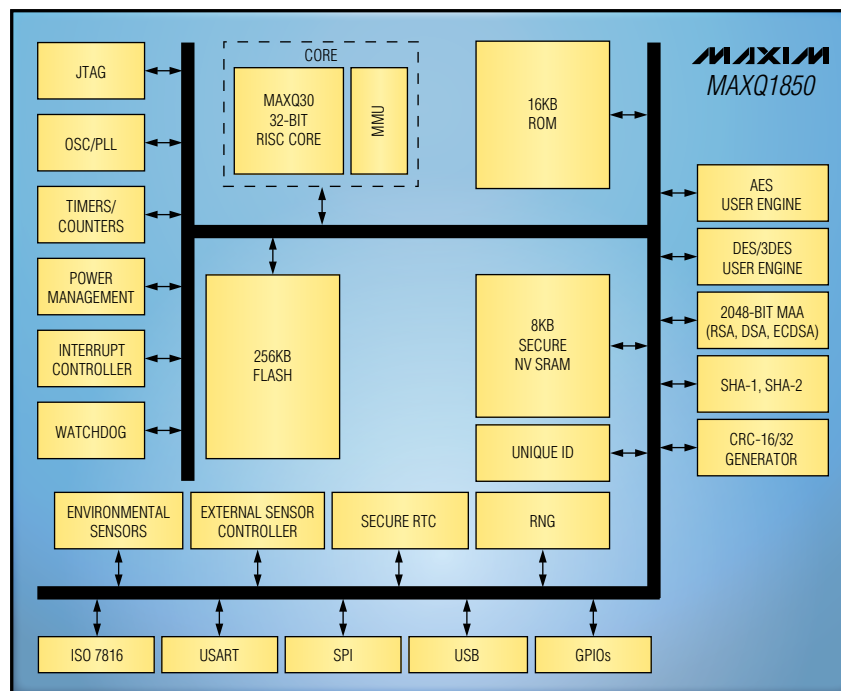 CORE
MAXQ30
32-BIT
RISC CORE
MMU
16KB
ROM
MAXIM
MAXQ1850
JTAG
OSC/PLL
TIMERS/
COUNTERS
POWER
MANAGEMENT
INTERRUPT
CONTROLLER
WATCHDOG
256KB
FLASH
8KB
SECURE
NV SRAM
UNIQUE ID
AES
USER ENGINE
DES/3DES
USER ENGINE
2048-BIT MAA
(RSA, DSA, ECDSA)
SHA-1, SHA-2
CRC-16/32
GENERATOR
ENVIRONMENTAL
SENSORS
EXTERNAL SENSOR
CONTROLLER
SECURE RTC
RNG
ISO 7816
USART
SPI
USB
GPIOs